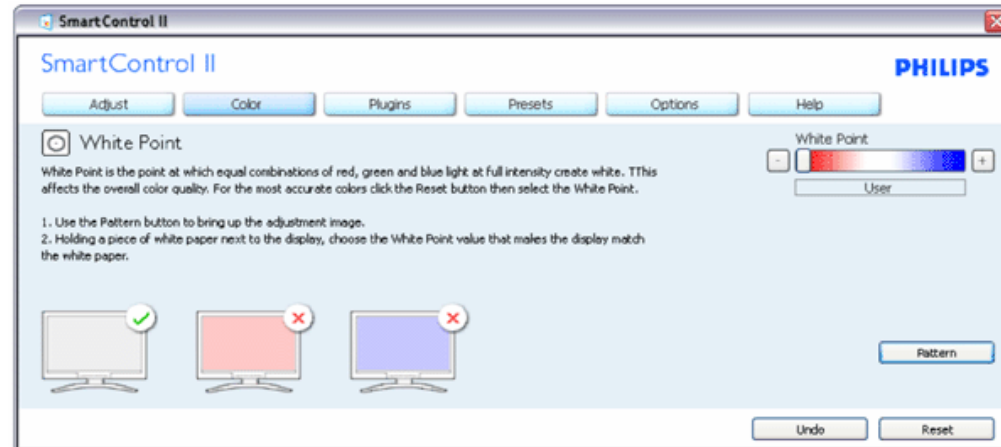 SmartControl II
SmartControl II
PHILIPS
Adjust Color Plugins Presets Options Help
White Point
White Point is the point at which equal combinations of red, green and blue light at full intensity create white. TThis
affects the overall color quality. For the most accurate colors click the Reset button then select the White Point.
1. Use the Pattern button to bring up the adjustment image.
2. Holding a piece of white paper next to the display, choose the White Point value that makes the display match
the white paper.
White Point
- +
User
Pattern
Undo Reset